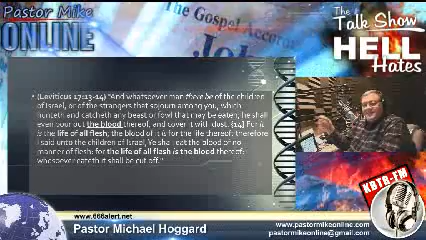 Pastor Mike
ONLINE
The Gospel Accord
John
The
Talk Show
HELL
Hates
• (Leviticus 17:13-14) "And whatsoever man there be of the children
of Israel, or of the strangers that sojourn among you, which
hunteth and catcheth any beast or fowl that may be eaten; he shall
even pour out the blood thereof, and cover it with dust. {14} For it
is the life of all flesh; the blood of it is for the life thereof: therefore
I said unto the children of Israel, Ye shall eat the blood of no
manner of flesh: for the life of all flesh is the blood thereof:
whosoever eateth it shall be cut off."
KBTR-FM
www.666alert.net
Pastor Michael Hoggard
www.pastormikeonline.com
pastormikeonline@gmail.com